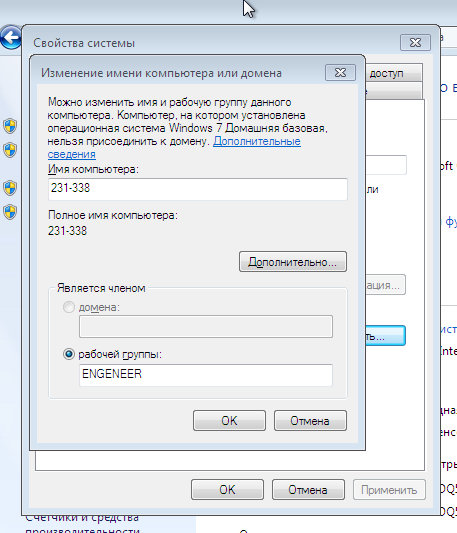 Свойства системы
Изменение имени компьютера или домена
доступ
Можно изменить имя и рабочую группу данного
компьютера. Компьютер, на котором установлена
операционная система Windows 7 Домашняя базовая,
нельзя присоединить к домену. Дополнительные
сведения
Имя компьютера:
231-338
Полное имя компьютера:
231-338
Дополнительно...
Является членом
домена:
рабочей группы:
ENGENEER
OK
Отмена
OK
Отмена
Применить
Счетчики и средства
производительности